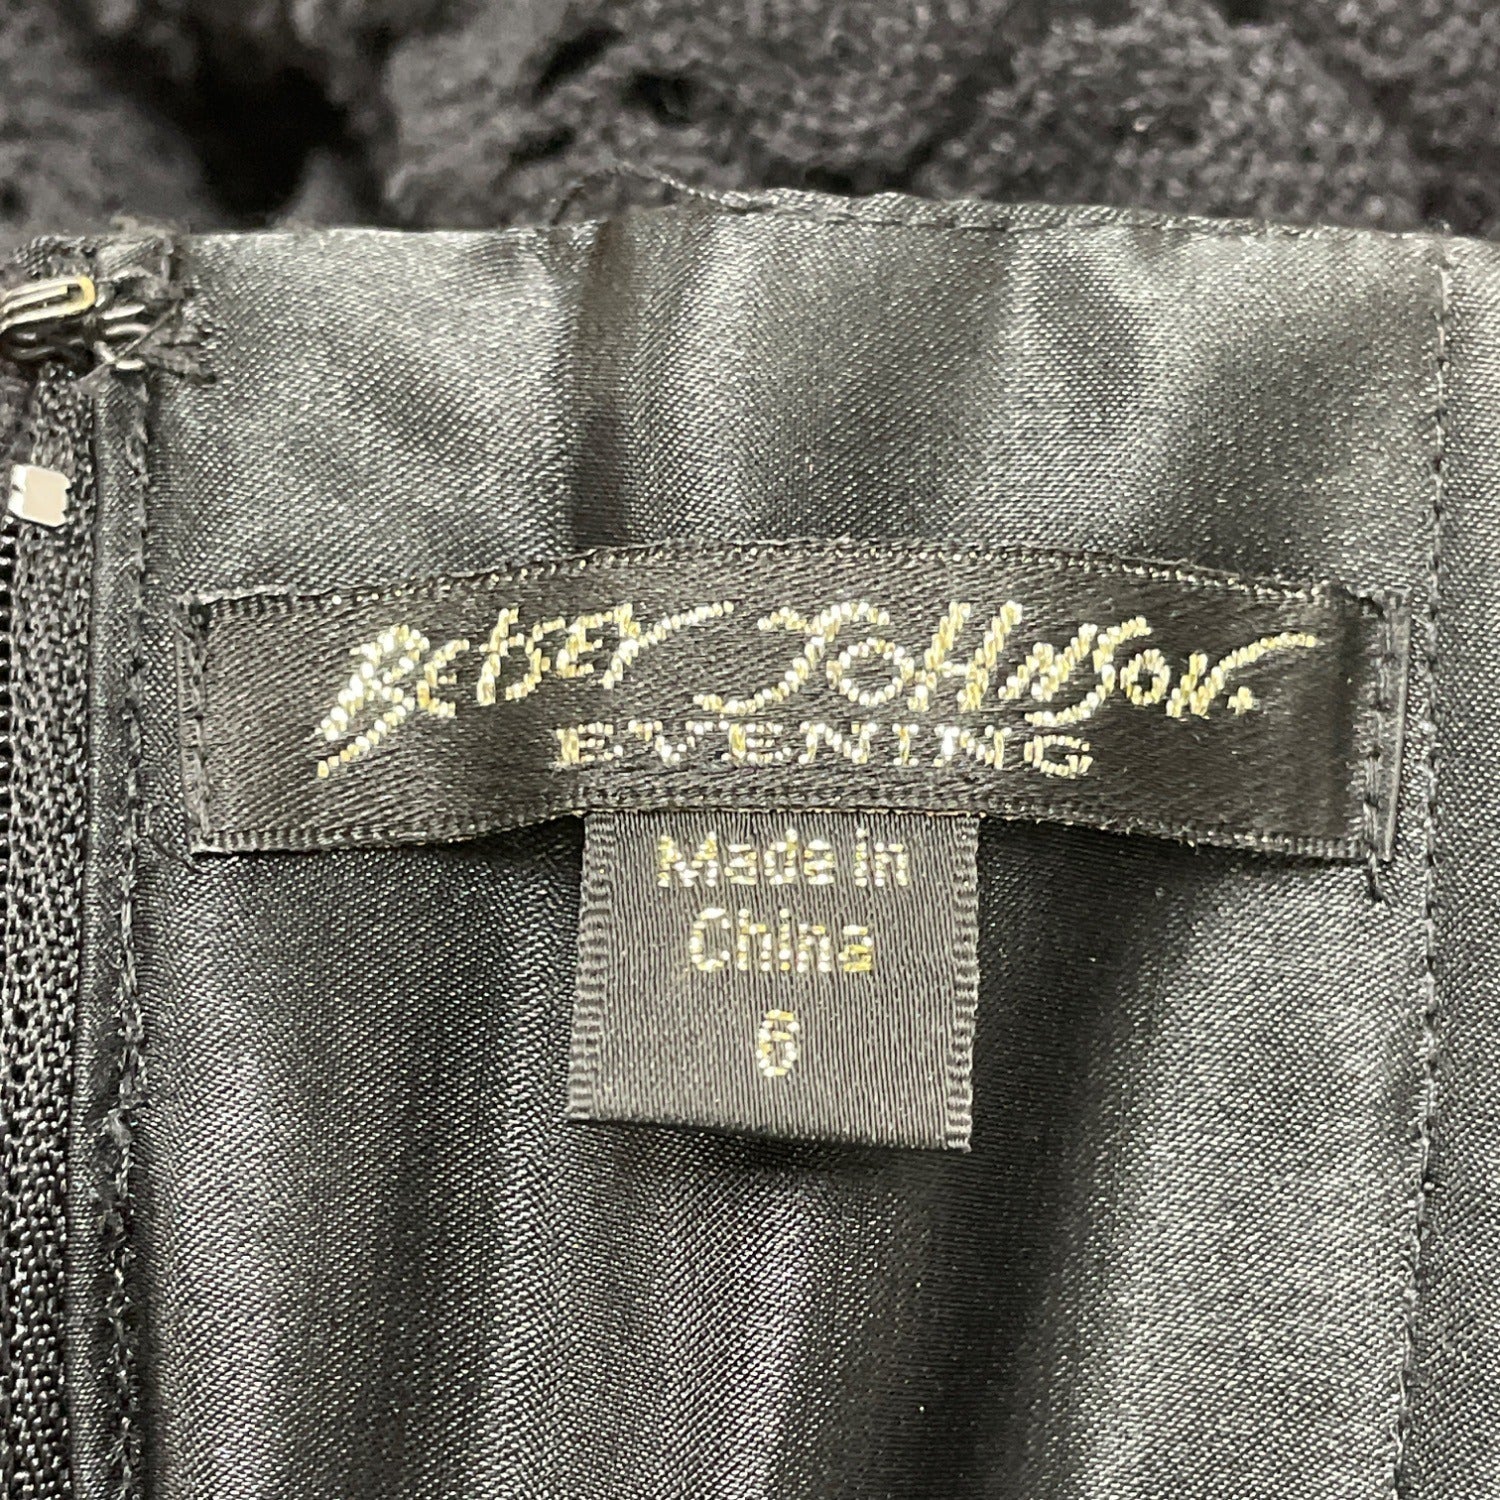 BETSEY JOHNSON.
EVENING
Made in
China
6